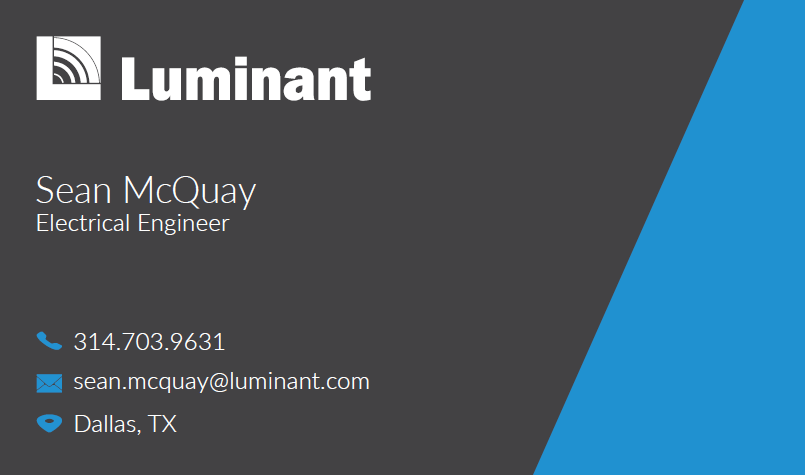 Luminant
Sean McQuay
Electrical Engineer
314.703.9631
sean.mcquay@luminant.com
Dallas, TX